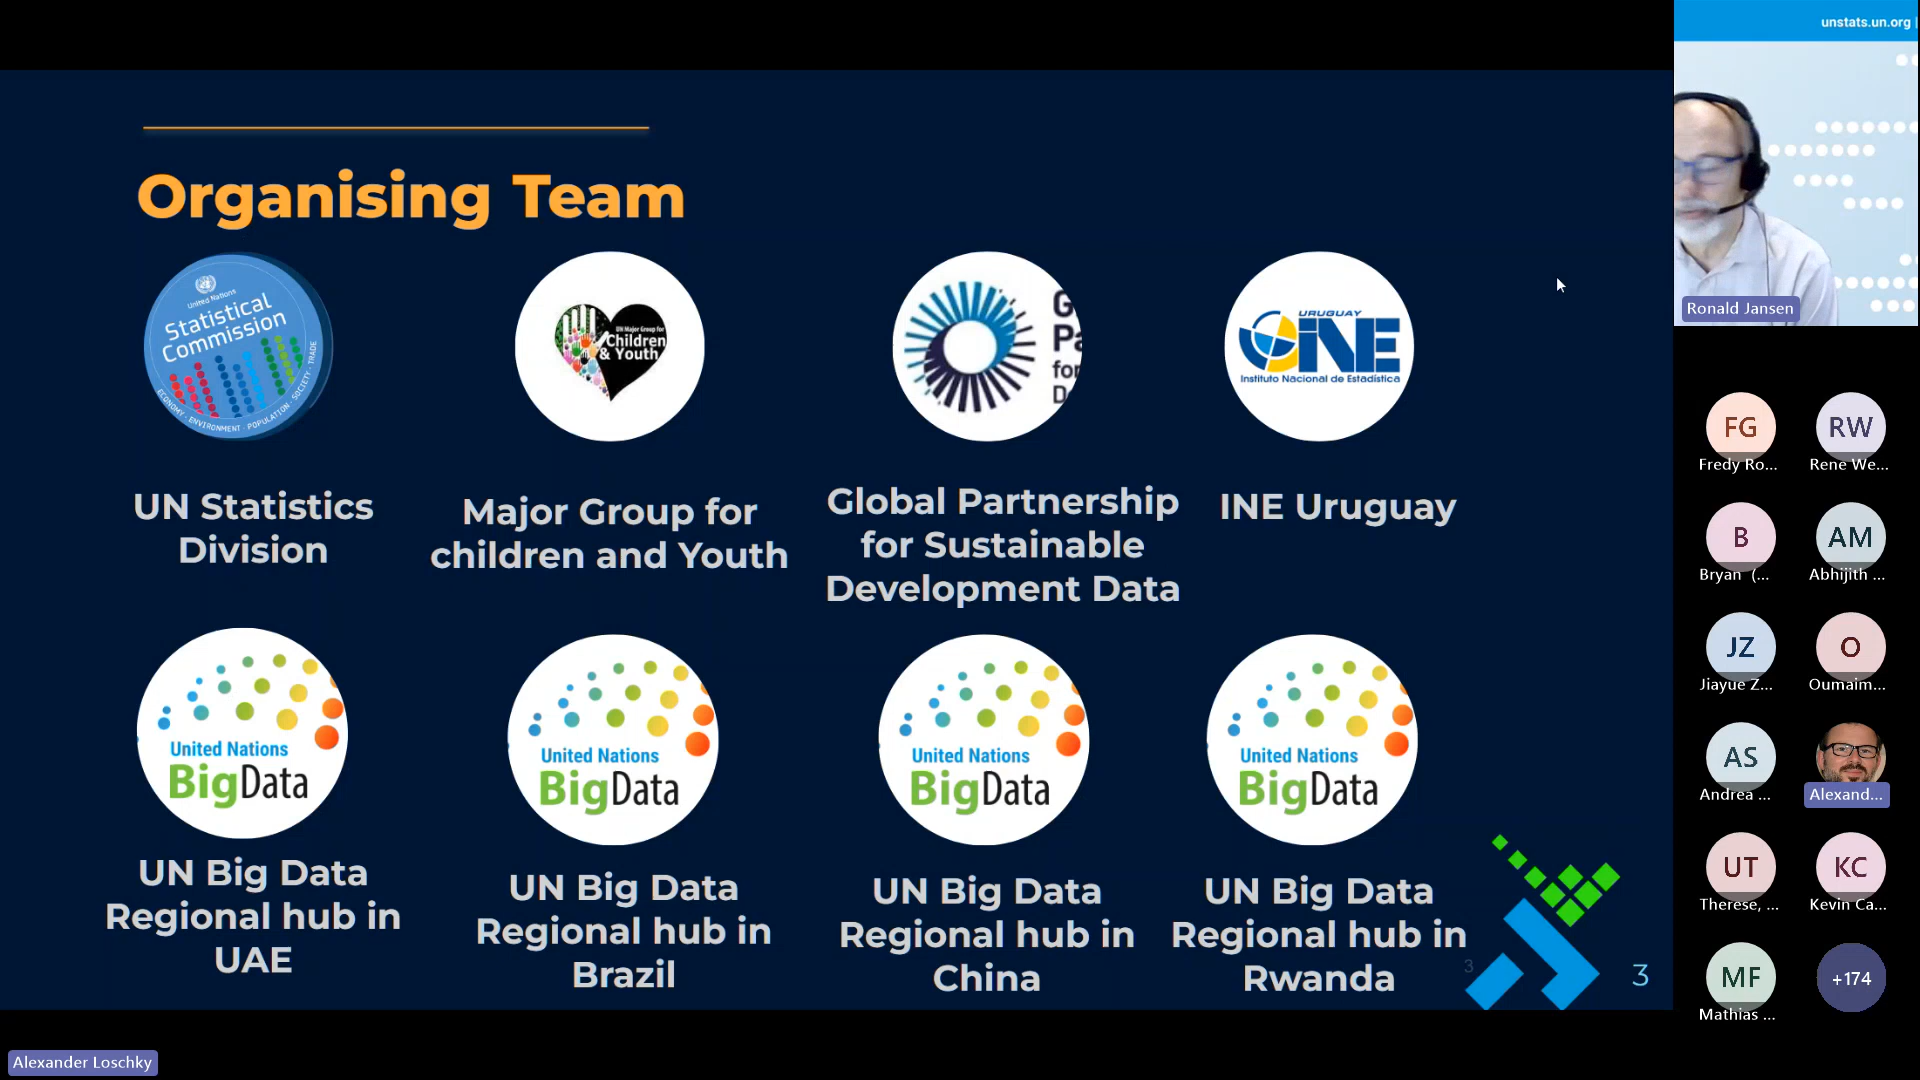 unstats.un.org |
Organising Team
United Nations
Statistical
Commission
ECONOMY · ENVIRONMENT · POPULATION · SOCIETY · TRADE
UN Major Group for
Children
& Youth
G
Pa
for
D
URUGUAY
INE
Instituto Nacional de Estadística
UN Statistics
Division
Major Group for
children and Youth
Global Partnership
for Sustainable
Development Data
INE Uruguay
United Nations
BigData
United Nations
BigData
United Nations
BigData
United Nations
BigData
UN Big Data
Regional hub in
UAE
UN Big Data
Regional hub in
Brazil
UN Big Data
Regional hub in
China
UN Big Data
Regional hub in
Rwanda
3
3
Ronald Jansen
FG
Fredy Ro...
RW
Rene We...
B
Bryan (...
AM
Abhijith ...
JZ
Jiayue Z...
O
Oumaim...
AS
Andrea ...
Alexand...
UT
Therese, ...
KC
Kevin Ca...
MF
Mathias ...
+174
Alexander Loschky